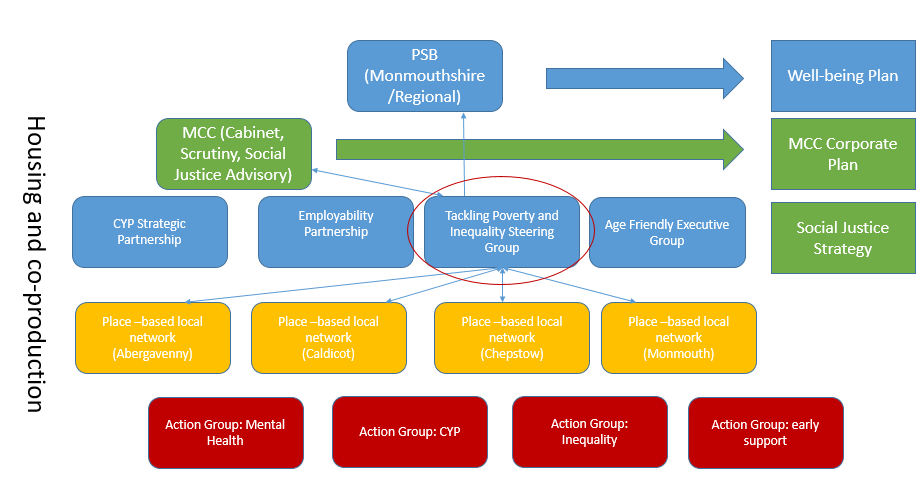 PSB
(Monmouthshire
/Regional)
Well-being Plan
MCC (Cabinet,
Scrutiny, Social
Justice Advisory)
MCC Corporate
Plan
Housing and co-production
CYP Strategic
Partnership
Employability
Partnership
Tackling Poverty and
Inequality Steering
Group
Age Friendly Executive
Group
Social Justice
Strategy
Place –based local
network
(Abergavenny)
Place –based local
network
(Caldicot)
Place –based local
network
(Chepstow)
Place –based local
network
(Monmouth)
Action Group: Mental
Health
Action Group: CYP
Action Group:
Inequality
Action Group: early
support